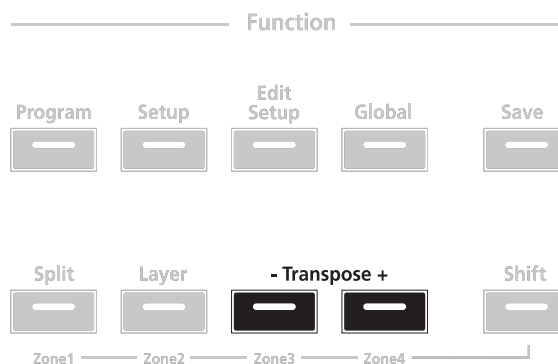 Function
Program Setup Edit Setup Global Save
Split Layer - Transpose + Shift
Zone1 Zone2 Zone3 Zone4